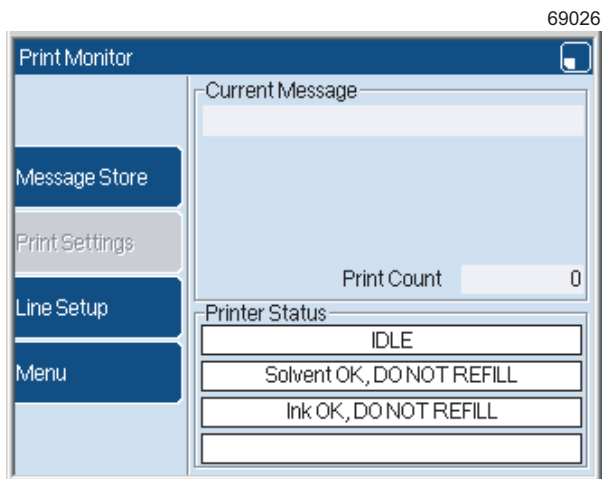 69026
Print Monitor
Current Message
Message Store
Print Settings
Print Count 0
Line Setup
Printer Status
IDLE
Menu
Solvent OK, DO NOT REFILL
Ink OK, DO NOT REFILL